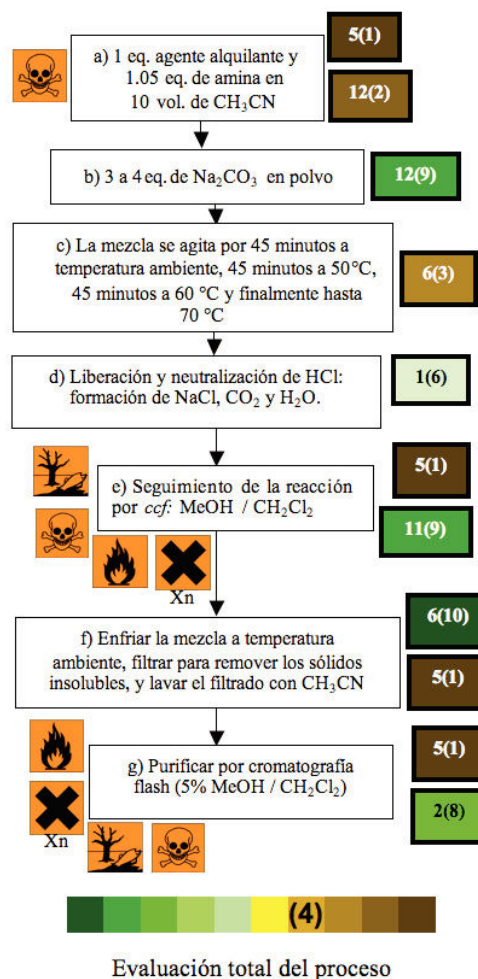 a) 1 eq. agente alquilante y
1.05 eq. de amina en
10 vol. de CH₃CN
5(1)
12(2)
b) 3 a 4 eq. de Na₂CO₃ en polvo
12(9)
c) La mezcla se agita por 45 minutos a
temperatura ambiente, 45 minutos a 50°C,
45 minutos a 60 °C y finalmente hasta
70 °C
6(3)
d) Liberación y neutralización de HCl:
formación de NaCl, CO₂ y H₂O.
1(6)
e) Seguimiento de la reacción
por ccf: MeOH / CH₂Cl₂
5(1)
11(9)
Xn
f) Enfriar la mezcla a temperatura
ambiente, filtrar para remover los sólidos
insolubles, y lavar el filtrado con CH₃CN
6(10)
5(1)
g) Purificar por cromatografía
flash (5% MeOH / CH₂Cl₂)
5(1)
2(8)
Xn
(4)
Evaluación total del proceso